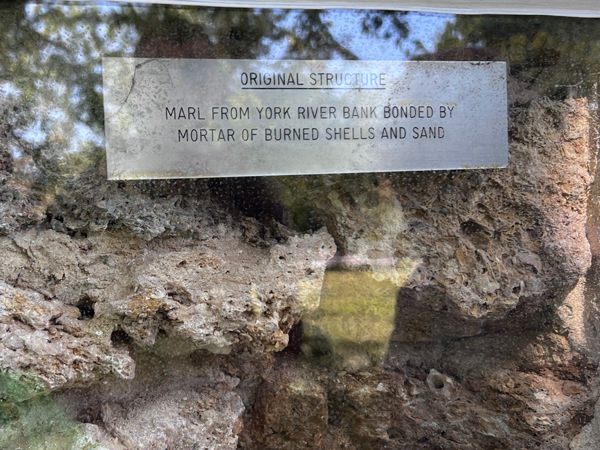 ORIGINAL STRUCTURE
MARL FROM YORK RIVER BANK BONDED BY
MORTAR OF BURNED SHELLS AND SAND